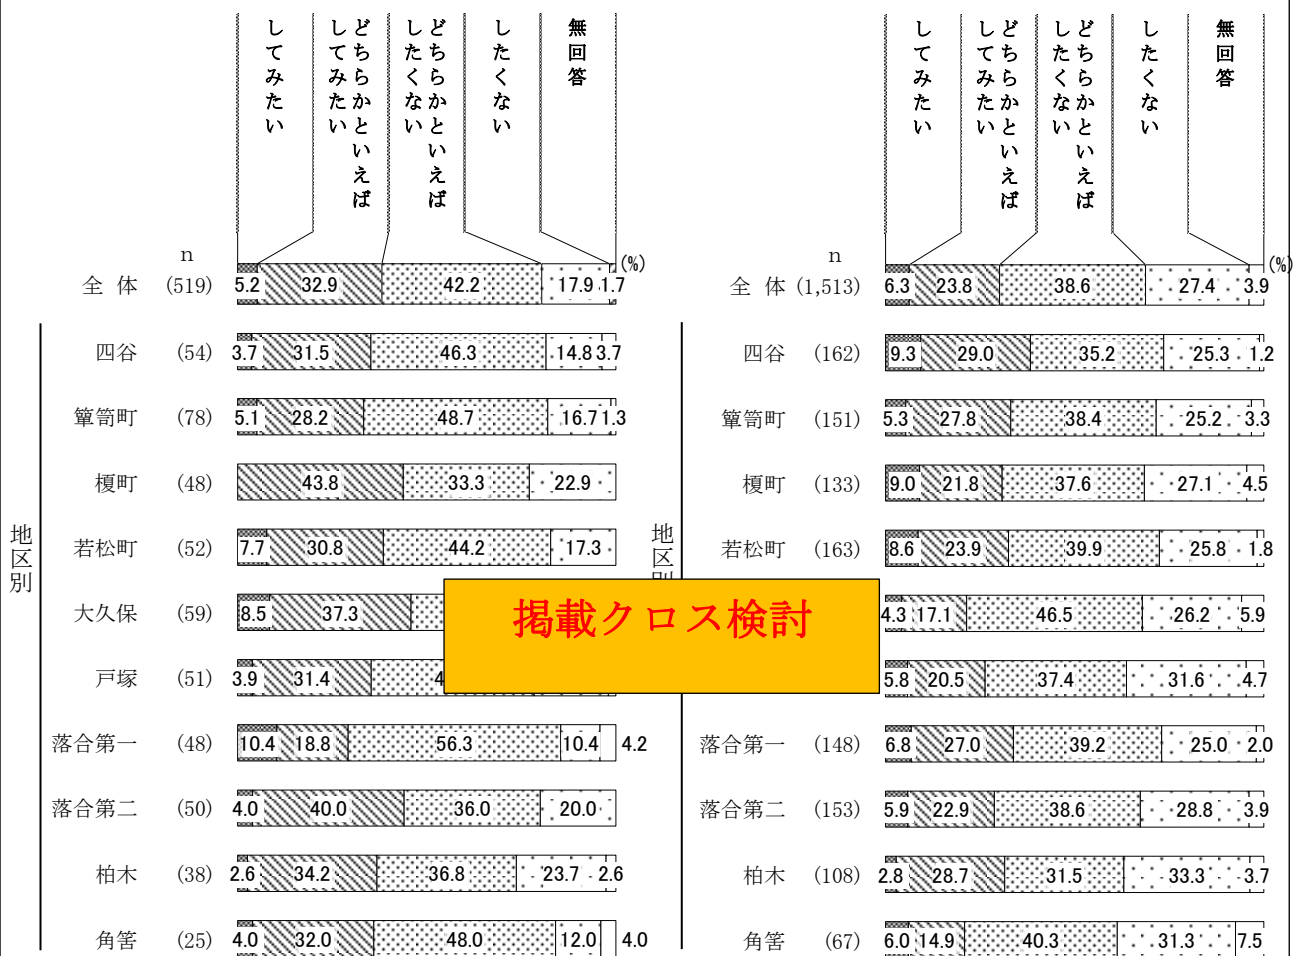 してみたい
どちらかといえば
してみたい
どちらかといえば
したくない
したくない
無回答
n
(%)
全 体 (519) 5.2 32.9 42.2 17.9 1.7
四谷 (54) 3.7 31.5 46.3 14.8 3.7
簞笥町 (78) 5.1 28.2 48.7 16.7 1.3
榎町 (48) 43.8 33.3 22.9
若松町 (52) 7.7 30.8 44.2 17.3
大久保 (59) 8.5 37.3
戸塚 (51) 3.9 31.4 4
落合第一 (48) 10.4 18.8 56.3 10.4 4.2
落合第二 (50) 4.0 40.0 36.0 20.0
柏木 (38) 2.6 34.2 36.8 23.7 2.6
角筈 (25) 4.0 32.0 48.0 12.0 4.0
地区別
してみたい
どちらかといえば
してみたい
どちらかといえば
したくない
したくない
無回答
n
(%)
全 体 (1,513) 6.3 23.8 38.6 27.4 3.9
四谷 (162) 9.3 29.0 35.2 25.3 1.2
簞笥町 (151) 5.3 27.8 38.4 25.2 3.3
榎町 (133) 9.0 21.8 37.6 27.1 4.5
若松町 (163) 8.6 23.9 39.9 25.8 1.8
4.3 17.1 46.5 26.2 5.9
5.8 20.5 37.4 31.6 4.7
落合第一 (148) 6.8 27.0 39.2 25.0 2.0
落合第二 (153) 5.9 22.9 38.6 28.8 3.9
柏木 (108) 2.8 28.7 31.5 33.3 3.7
角筈 (67) 6.0 14.9 40.3 31.3 7.5
地区別
掲載クロス検討